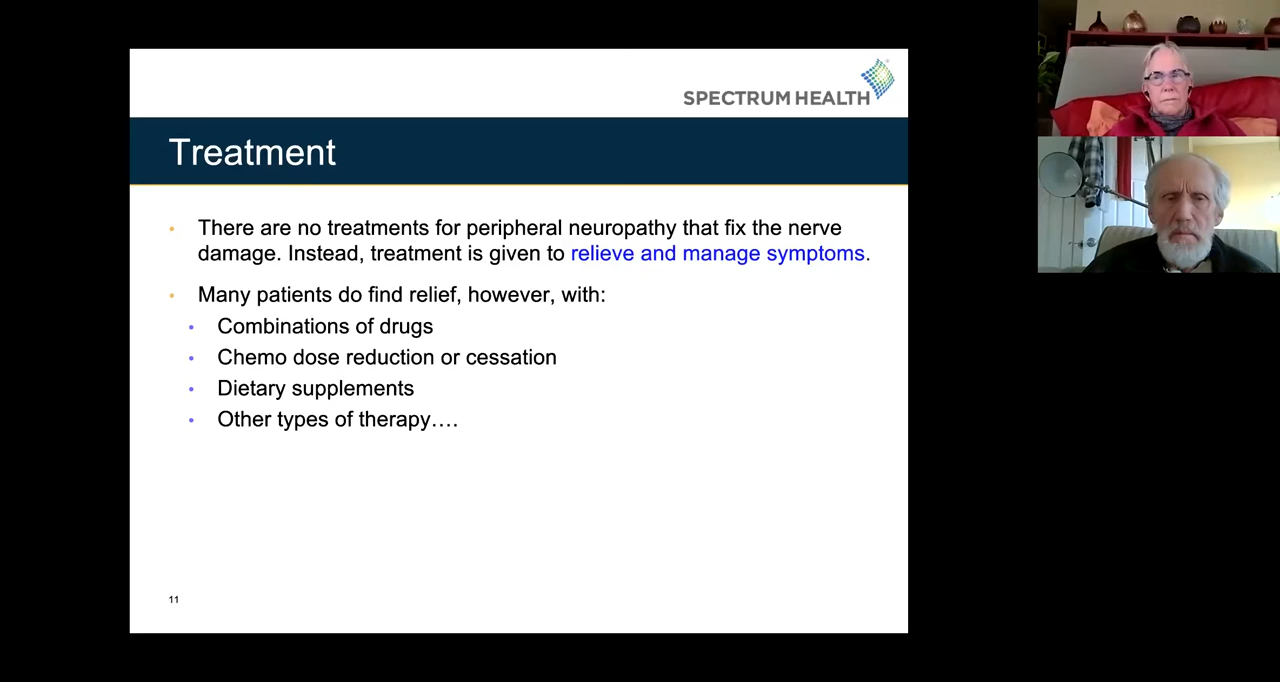 SPECTRUM HEALTH
Treatment
• There are no treatments for peripheral neuropathy that fix the nerve
damage. Instead, treatment is given to relieve and manage symptoms.
• Many patients do find relief, however, with:
• Combinations of drugs
• Chemo dose reduction or cessation
• Dietary supplements
• Other types of therapy….
11